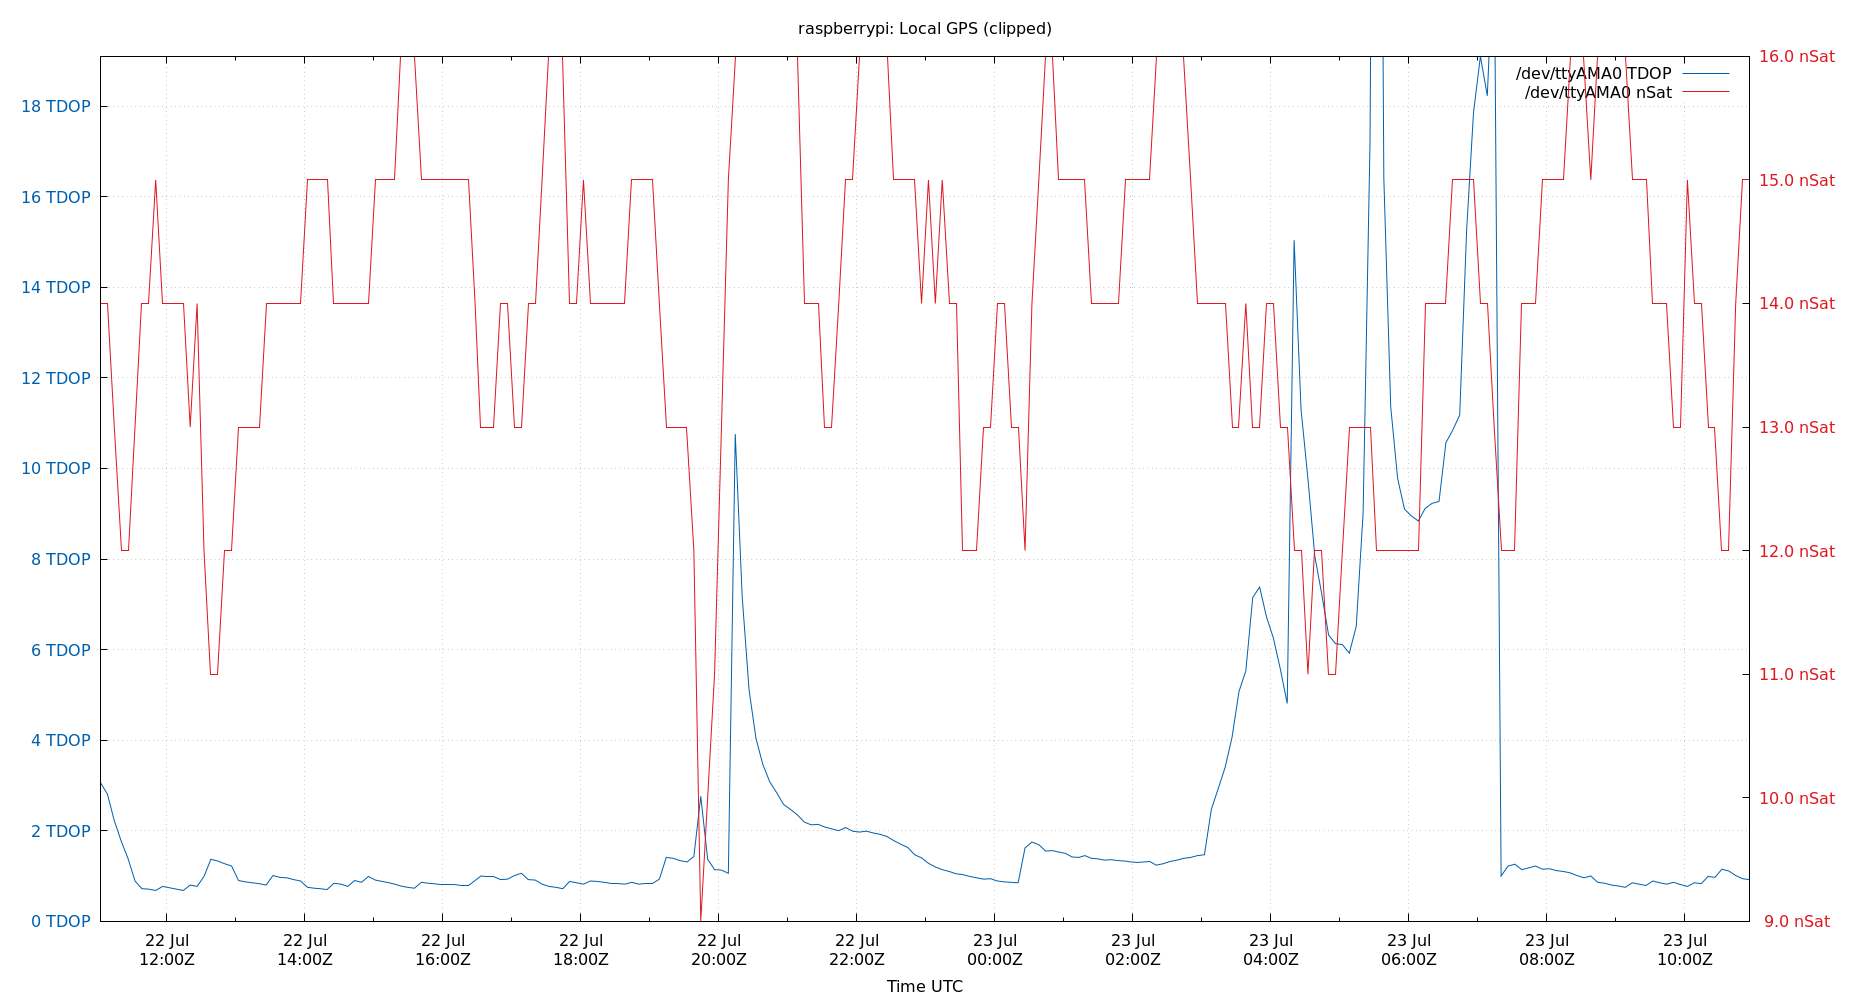 raspberrypi: Local GPS (clipped)
16.0 nSat
/dev/ttyAMA0 TDOP
/dev/ttyAMA0 nSat
18 TDOP
16 TDOP
15.0 nSat
14 TDOP
14.0 nSat
12 TDOP
13.0 nSat
10 TDOP
8 TDOP
12.0 nSat
6 TDOP
11.0 nSat
4 TDOP
10.0 nSat
2 TDOP
0 TDOP
9.0 nSat
22 Jul 22 Jul 22 Jul 22 Jul 22 Jul 22 Jul 23 Jul 23 Jul 23 Jul 23 Jul 23 Jul 23 Jul
12:00Z 14:00Z 16:00Z 18:00Z 20:00Z 22:00Z 00:00Z 02:00Z 04:00Z 06:00Z 08:00Z 10:00Z
Time UTC